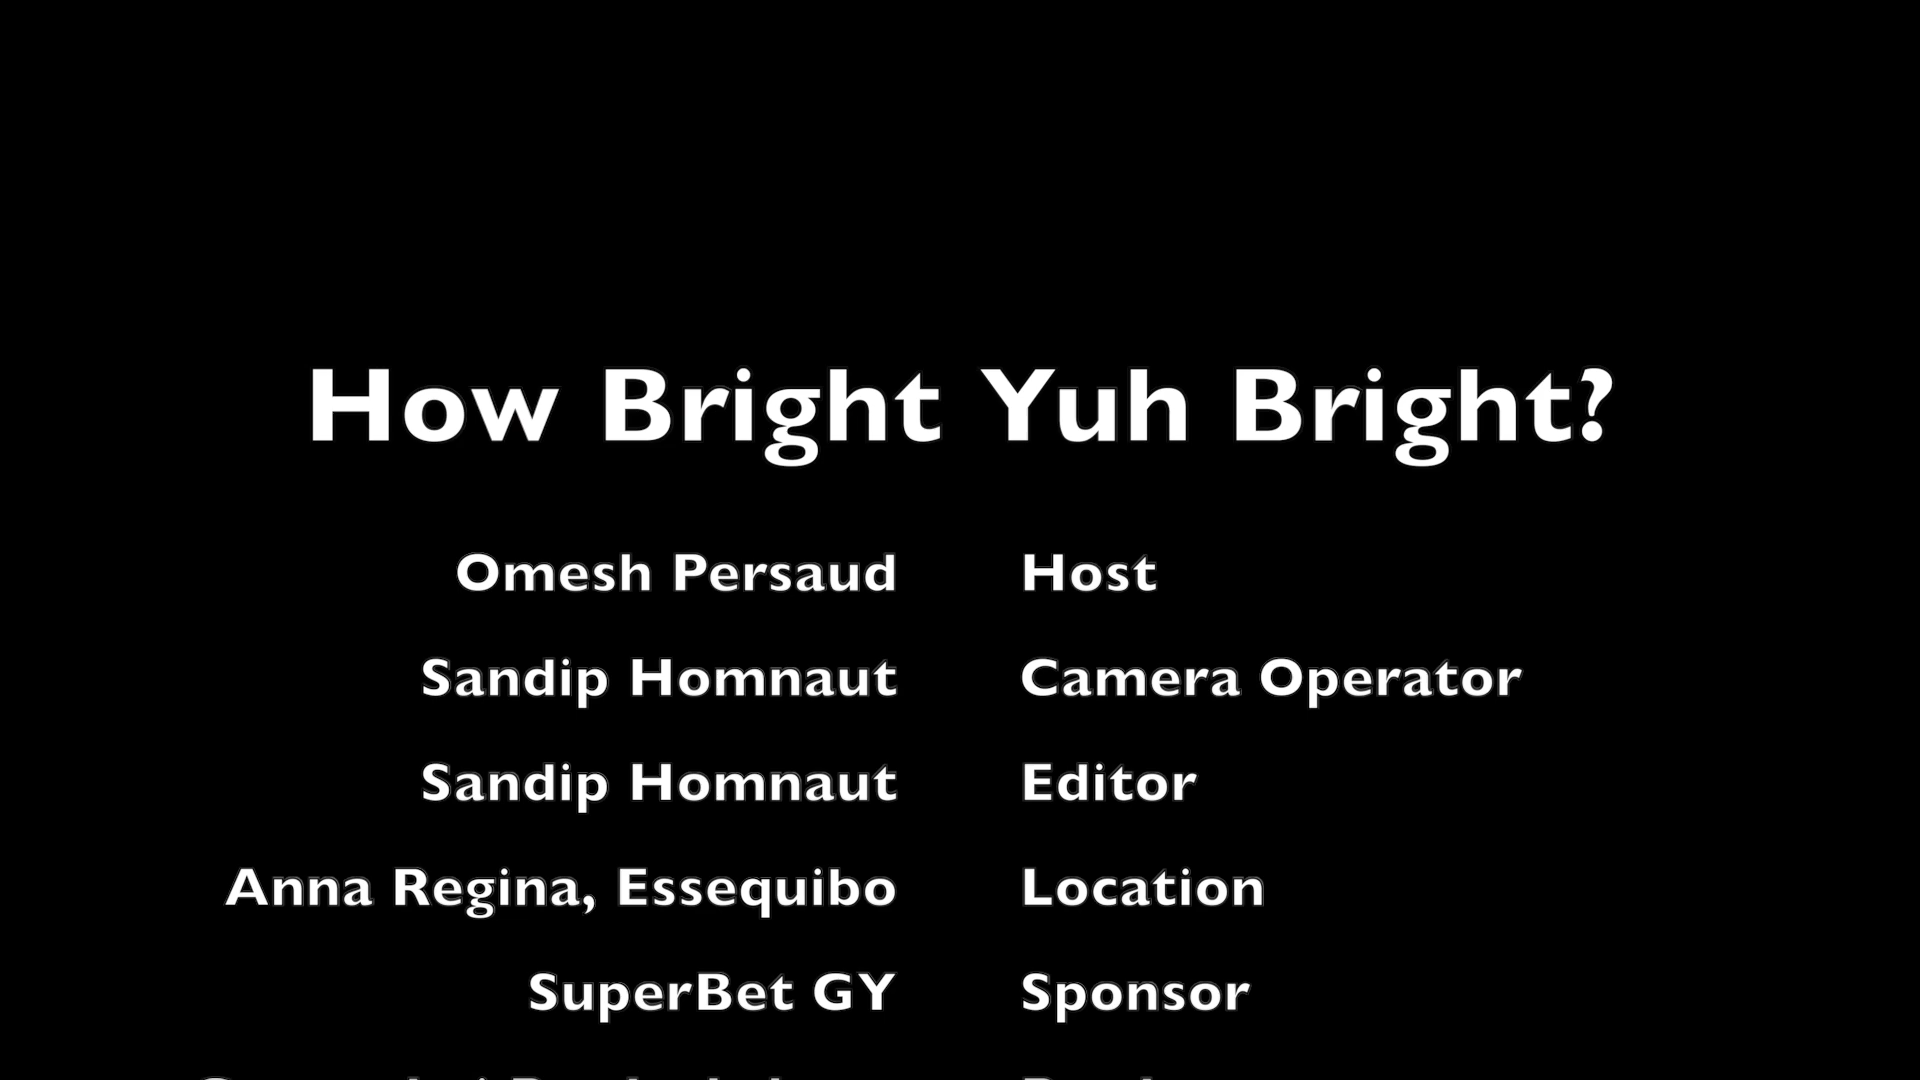 How Bright Yuh Bright?
Omesh Persaud Host
Sandip Homnaut Camera Operator
Sandip Homnaut Editor
Anna Regina, Essequibo Location
SuperBet GY Sponsor